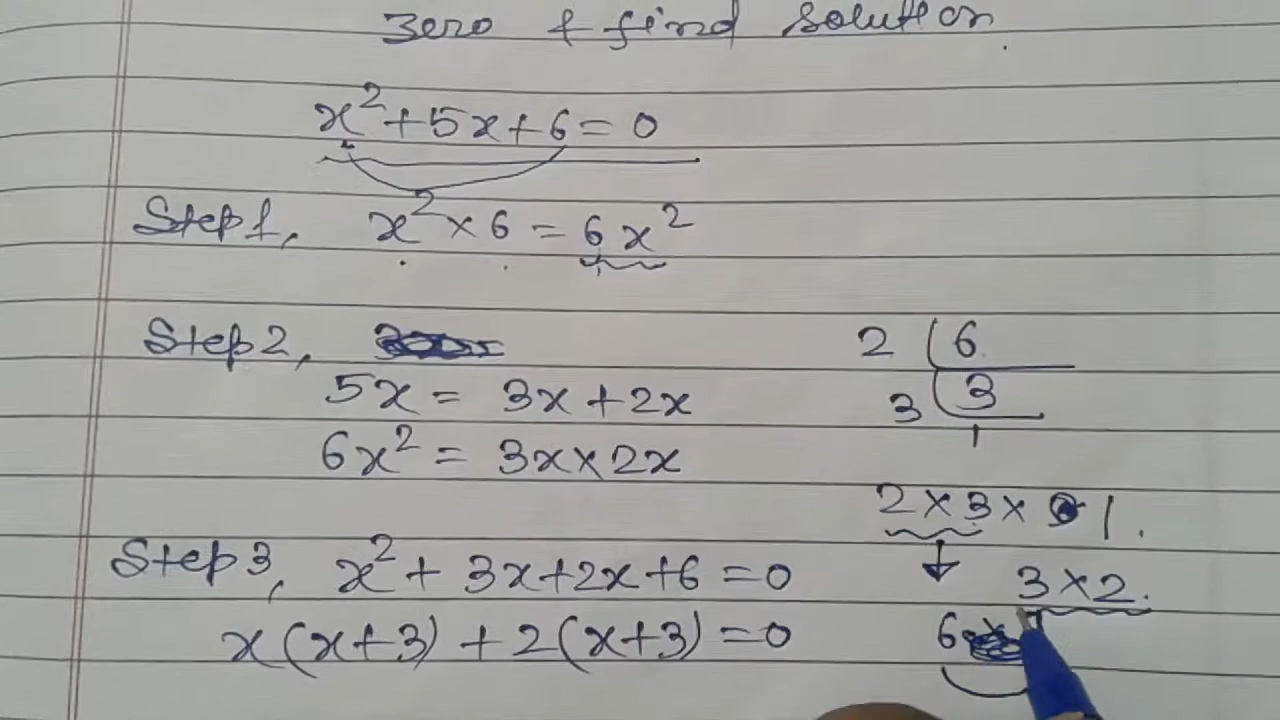 Zero & find solution.
x² + 5x + 6 = 0
Step 1, x² × 6 = 6x²
Step 2,
5x = 3x + 2x
6x² = 3x × 2x
2 6
3 3
1
2 × 3 × 1.
Step 3, x² + 3x + 2x + 6 = 0
3 × 2.
x(x+3) + 2(x+3) = 0
6